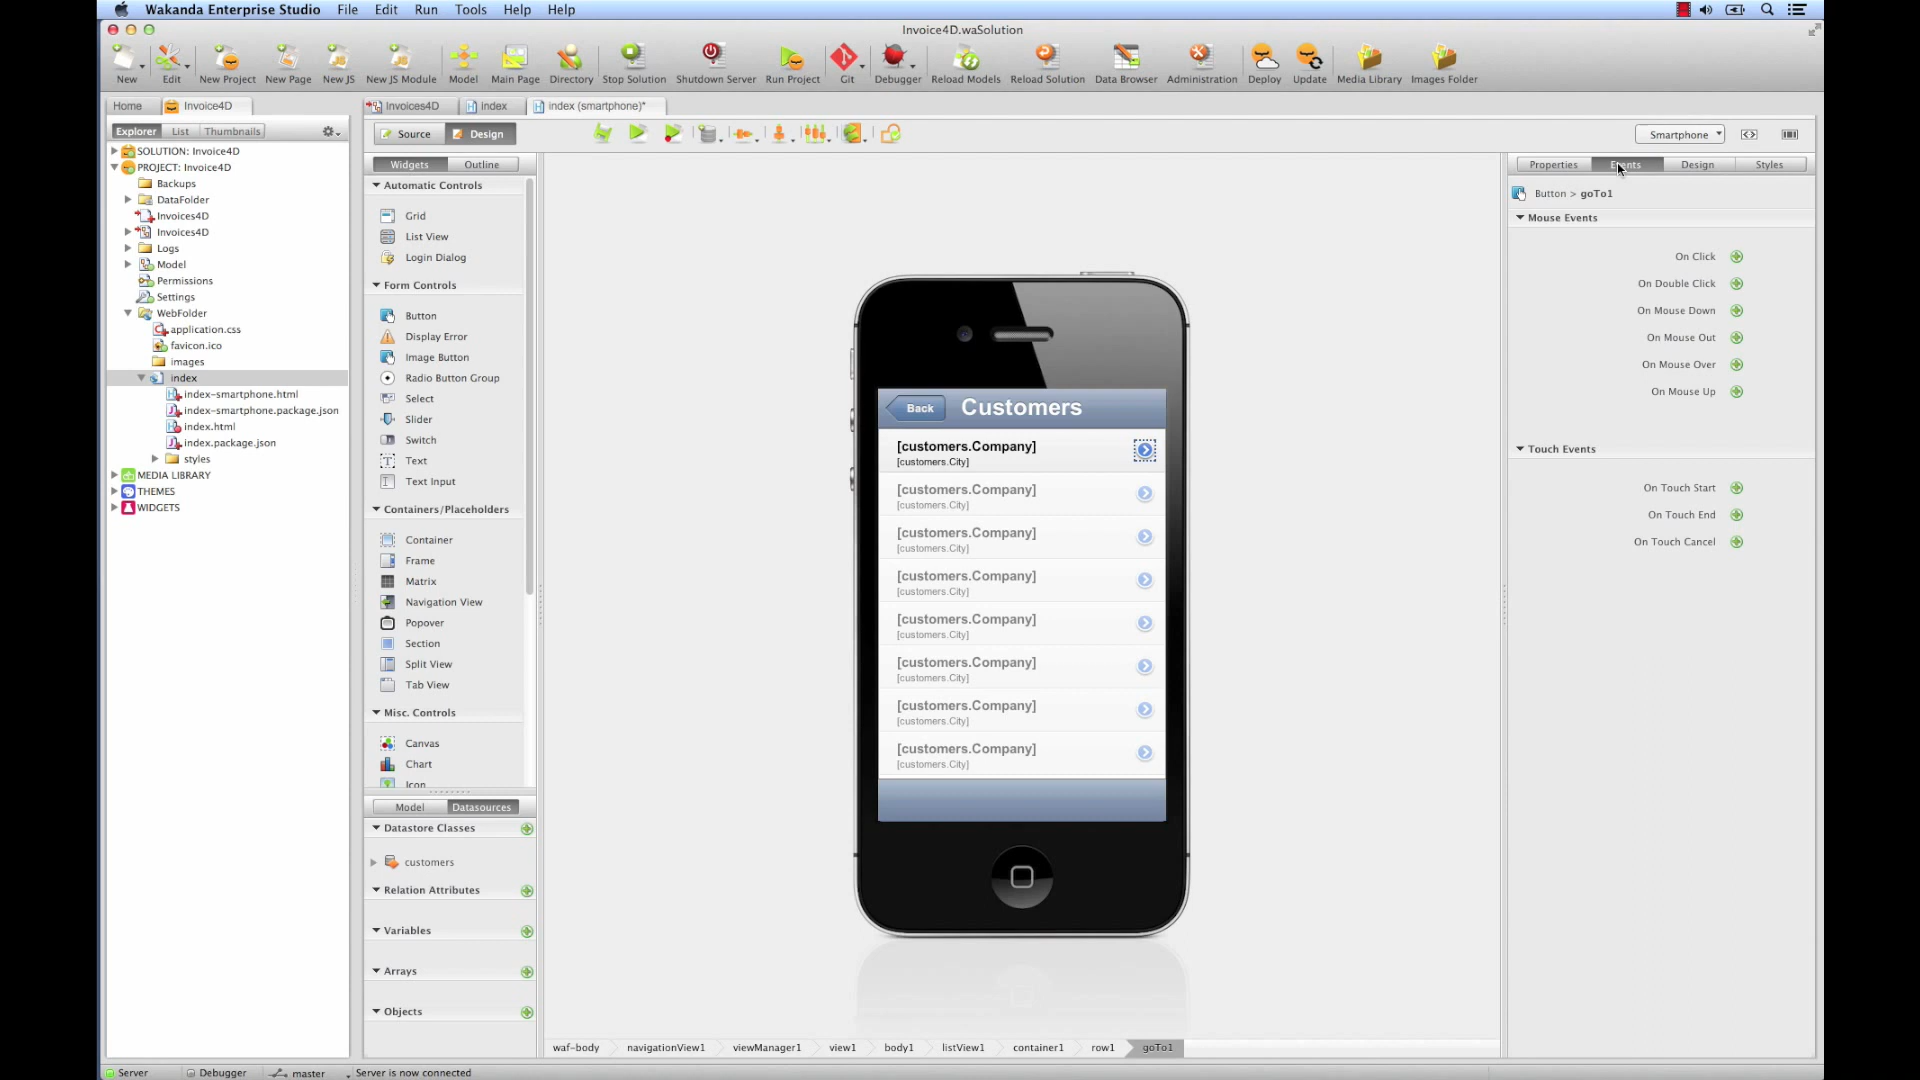 Wakanda Enterprise Studio File Edit Run Tools Help Help
Invoice4D.waSolution
New Edit New Project New Page New JS New JS Module Model Main Page Directory Stop Solution Shutdown Server Run Project Git Debugger Reload Models Reload Solution Data Browser Administration Deploy Update Media Library Images Folder
Home Invoice4D
Invoices4D index index (smartphone)*
Explorer List Thumbnails
SOLUTION: Invoice4D
PROJECT: Invoice4D
Backups
DataFolder
Invoices4D
Invoices4D
Logs
Model
Permissions
Settings
WebFolder
application.css
favicon.ico
images
index
index-smartphone.html
index-smartphone.package.json
index.html
index.package.json
styles
MEDIA LIBRARY
THEMES
WIDGETS
Source Design
Smartphone
Widgets Outline
Automatic Controls
Grid
List View
Login Dialog
Form Controls
Button
Display Error
Image Button
Radio Button Group
Select
Slider
Switch
Text
Text Input
Containers/Placeholders
Container
Frame
Matrix
Navigation View
Popover
Section
Split View
Tab View
Misc. Controls
Canvas
Chart
Icon
Model Datasources
Datastore Classes
customers
Relation Attributes
Variables
Arrays
Objects
Back Customers
[customers.Company]
[customers.City]
[customers.Company]
[customers.City]
[customers.Company]
[customers.City]
[customers.Company]
[customers.City]
[customers.Company]
[customers.City]
[customers.Company]
[customers.City]
[customers.Company]
[customers.City]
[customers.Company]
[customers.City]
waf-body navigationView1 viewManager1 view1 body1 listView1 container1 row1 goTo1
Properties Events Design Styles
Button > goTo1
Mouse Events
On Click
On Double Click
On Mouse Down
On Mouse Out
On Mouse Over
On Mouse Up
Touch Events
On Touch Start
On Touch End
On Touch Cancel
Server Debugger master Server is now connected